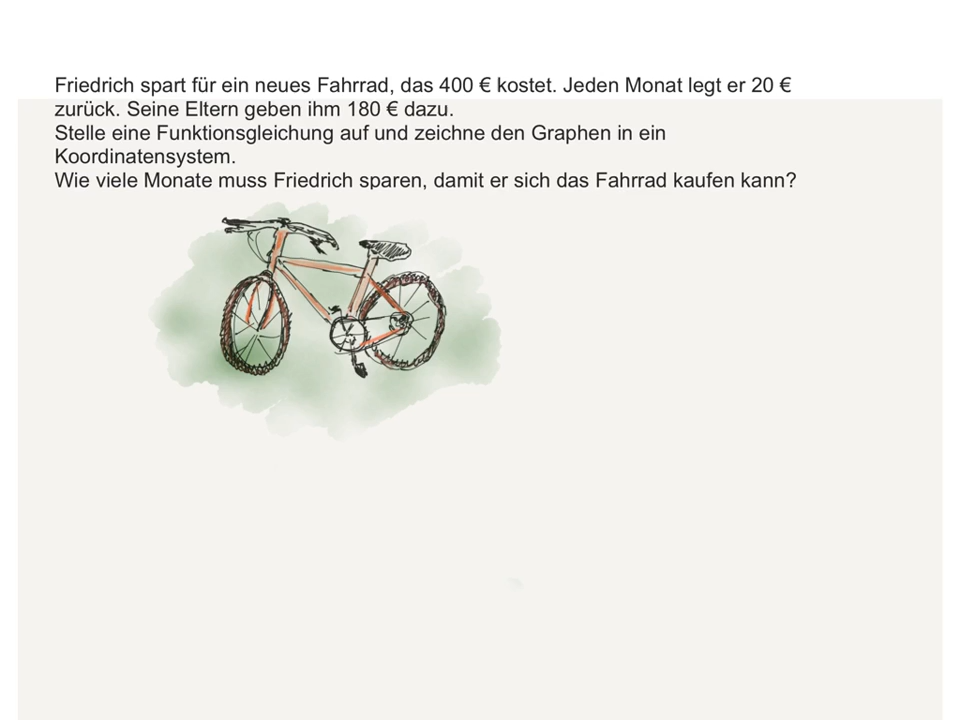 Friedrich spart für ein neues Fahrrad, das 400 € kostet. Jeden Monat legt er 20 €
zurück. Seine Eltern geben ihm 180 € dazu.
Stelle eine Funktionsgleichung auf und zeichne den Graphen in ein
Koordinatensystem.
Wie viele Monate muss Friedrich sparen, damit er sich das Fahrrad kaufen kann?